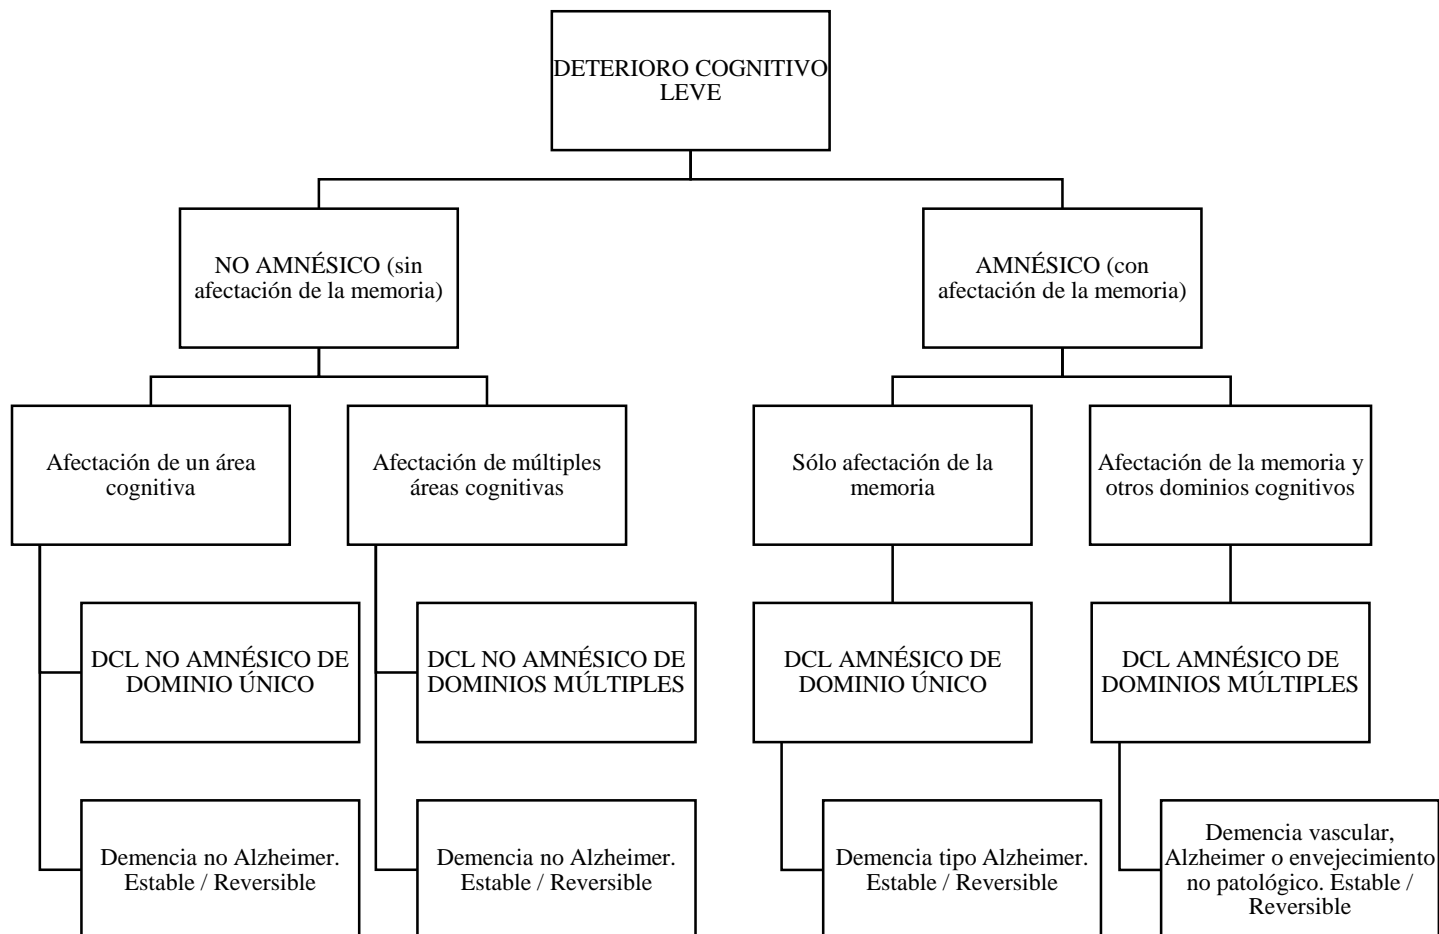 DETERIORO COGNITIVO
LEVE
NO AMNÉSICO (sin
afectación de la memoria)
AMNÉSICO (con
afectación de la memoria)
Afectación de un área
cognitiva
Afectación de múltiples
áreas cognitivas
Sólo afectación de la
memoria
Afectación de la memoria y
otros dominios cognitivos
DCL NO AMNÉSICO DE
DOMINIO ÚNICO
DCL NO AMNÉSICO DE
DOMINIOS MÚLTIPLES
DCL AMNÉSICO DE
DOMINIO ÚNICO
DCL AMNÉSICO DE
DOMINIOS MÚLTIPLES
Demencia no Alzheimer.
Estable / Reversible
Demencia no Alzheimer.
Estable / Reversible
Demencia tipo Alzheimer.
Estable / Reversible
Demencia vascular,
Alzheimer o envejecimiento
no patológico. Estable /
Reversible